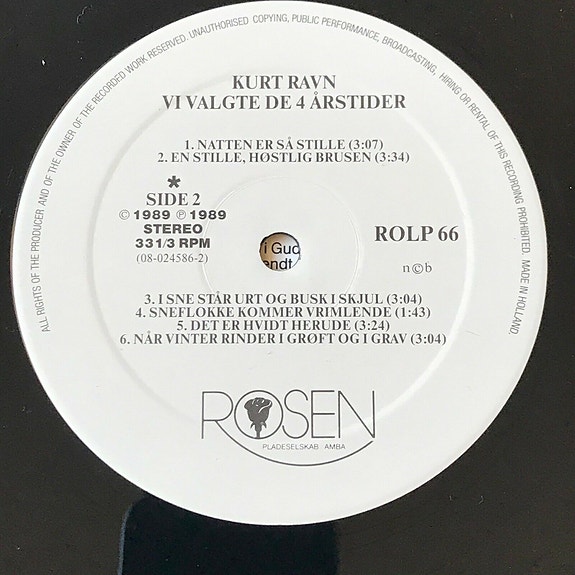 ALL RIGHTS OF THE PRODUCER AND OF THE OWNER OF THE RECORDED WORK RESERVED. UNAUTHORISED COPYING, PUBLIC PERFORMANCE, BROADCASTING, HIRING OR RENTAL OF THIS RECORDING PROHIBITED. MADE IN HOLLAND.
KURT RAVN
VI VALGTE DE 4 ÅRSTIDER
1. NATTEN ER SÅ STILLE (3:07)
2. EN STILLE, HØSTLIG BRUSEN (3:34)
*
SIDE 2
© 1989 ℗ 1989
STEREO
33 1/3 RPM
(08-024586-2)
ROLP 66
n©b
i Gud
endt
3. I SNE STÅR URT OG BUSK I SKJUL (3:04)
4. SNEFLOKKE KOMMER VRIMLENDE (1:43)
5. DET ER HVIDT HERUDE (3:24)
6. NÅR VINTER RINDER I GRØFT OG I GRAV (3:04)
ROSEN
PLADESELSKAB AMBA